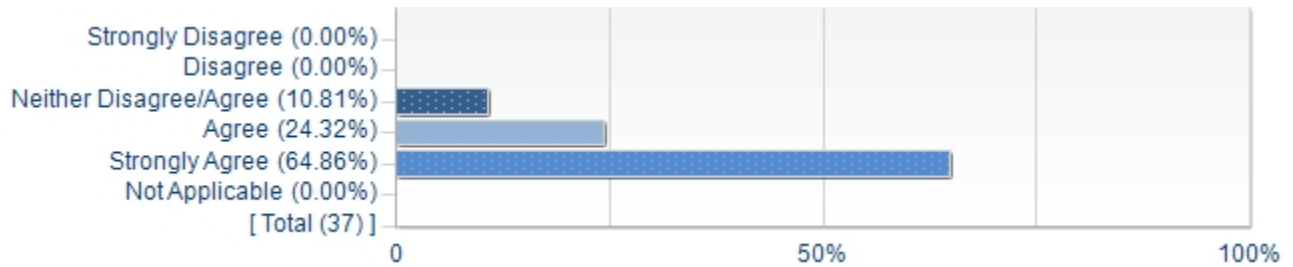 Strongly Disagree (0.00%)
Disagree (0.00%)
Neither Disagree/Agree (10.81%)
Agree (24.32%)
Strongly Agree (64.86%)
Not Applicable (0.00%)
[ Total (37) ]
0 50% 100%